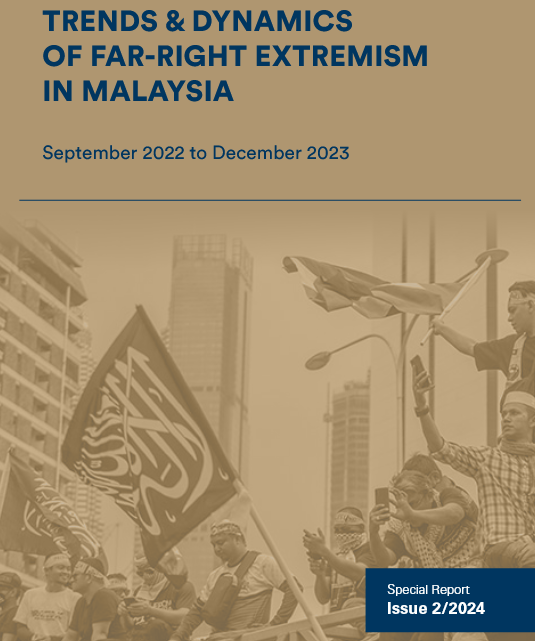 TRENDS & DYNAMICS
OF FAR-RIGHT EXTREMISM
IN MALAYSIA
September 2022 to December 2023
Special Report
Issue 2/2024